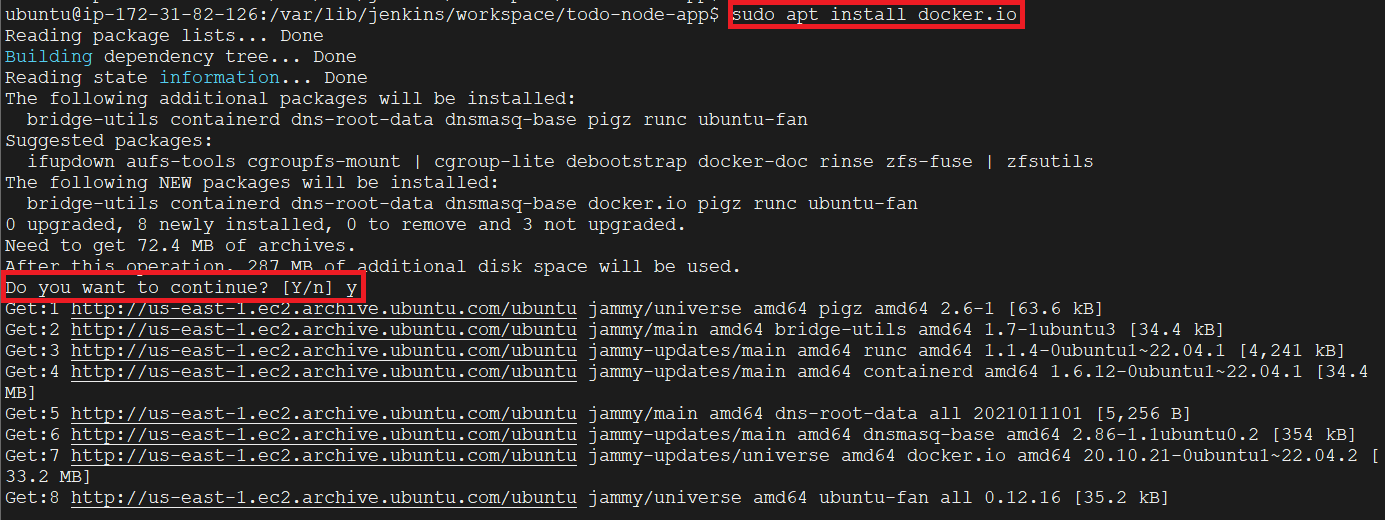 ubuntu@ip-172-31-82-126:/var/lib/jenkins/workspace/todo-node-app$ sudo apt install docker.io
Reading package lists... Done
Building dependency tree... Done
Reading state information... Done
The following additional packages will be installed:
  bridge-utils containerd dns-root-data dnsmasq-base pigz runc ubuntu-fan
Suggested packages:
  ifupdown aufs-tools cgroupfs-mount | cgroup-lite debootstrap docker-doc rinse zfs-fuse | zfsutils
The following NEW packages will be installed:
  bridge-utils containerd dns-root-data dnsmasq-base docker.io pigz runc ubuntu-fan
0 upgraded, 8 newly installed, 0 to remove and 3 not upgraded.
Need to get 72.4 MB of archives.
After this operation, 287 MB of additional disk space will be used.
Do you want to continue? [Y/n] y
Get:1 http://us-east-1.ec2.archive.ubuntu.com/ubuntu jammy/universe amd64 pigz amd64 2.6-1 [63.6 kB]
Get:2 http://us-east-1.ec2.archive.ubuntu.com/ubuntu jammy/main amd64 bridge-utils amd64 1.7-1ubuntu3 [34.4 kB]
Get:3 http://us-east-1.ec2.archive.ubuntu.com/ubuntu jammy-updates/main amd64 runc amd64 1.1.4-0ubuntu1~22.04.1 [4,241 kB]
Get:4 http://us-east-1.ec2.archive.ubuntu.com/ubuntu jammy-updates/main amd64 containerd amd64 1.6.12-0ubuntu1~22.04.1 [34.4
MB]
Get:5 http://us-east-1.ec2.archive.ubuntu.com/ubuntu jammy/main amd64 dns-root-data all 2021011101 [5,256 B]
Get:6 http://us-east-1.ec2.archive.ubuntu.com/ubuntu jammy-updates/main amd64 dnsmasq-base amd64 2.86-1.1ubuntu0.2 [354 kB]
Get:7 http://us-east-1.ec2.archive.ubuntu.com/ubuntu jammy-updates/universe amd64 docker.io amd64 20.10.21-0ubuntu1~22.04.2 [
33.2 MB]
Get:8 http://us-east-1.ec2.archive.ubuntu.com/ubuntu jammy/universe amd64 ubuntu-fan all 0.12.16 [35.2 kB]